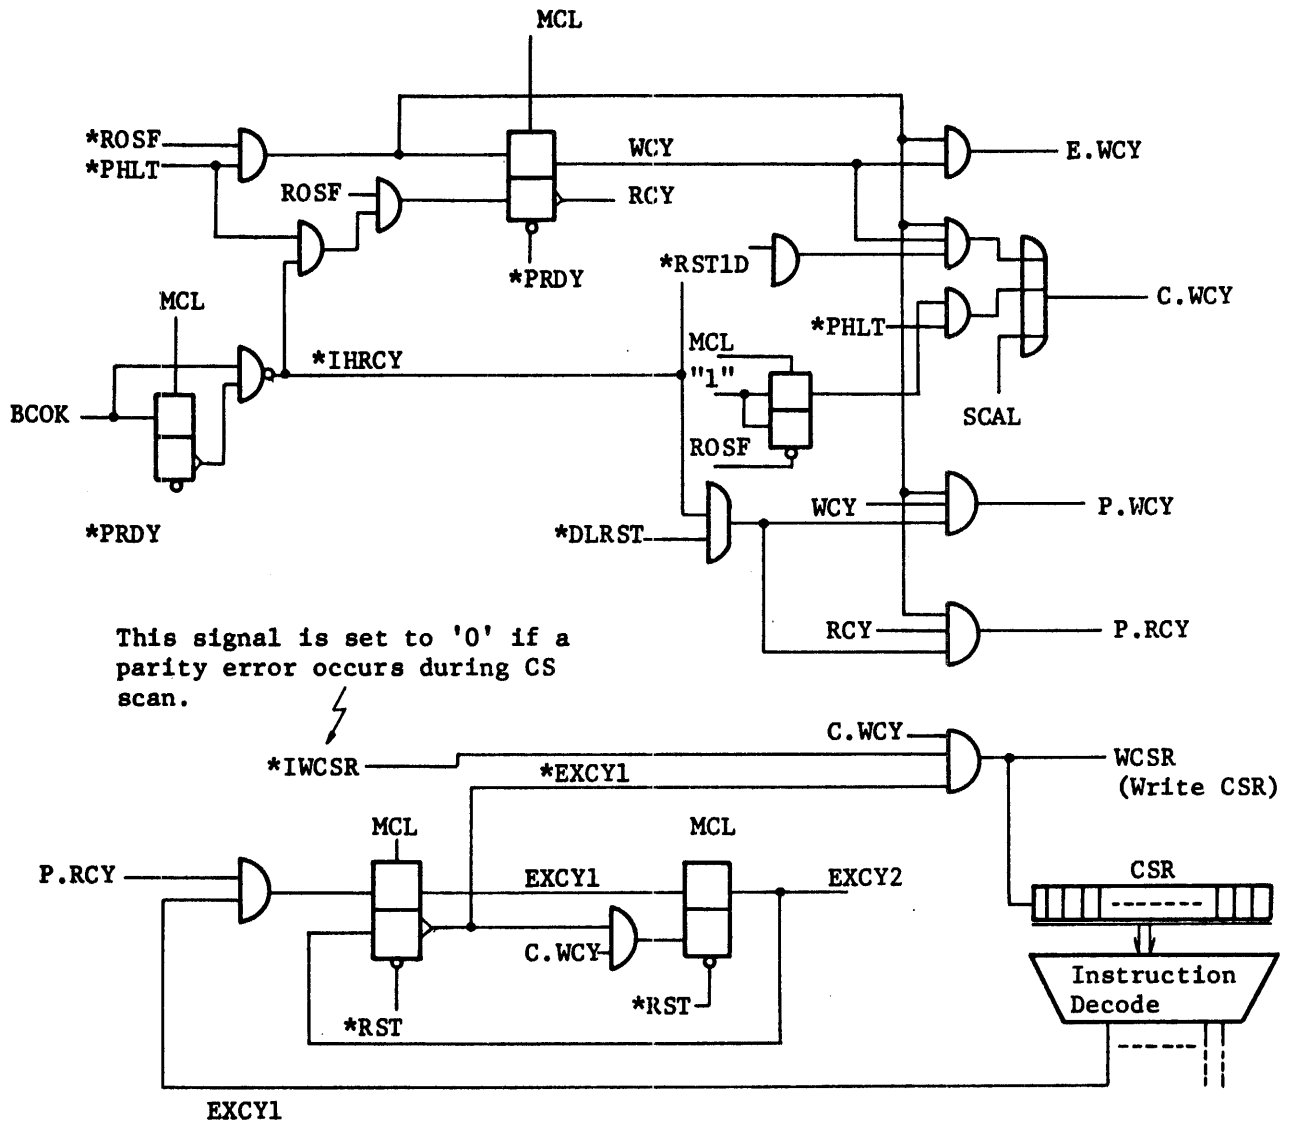 MCL
*ROSF
*PHLT
WCY
E.WCY
ROSF
RCY
*RST1D
*PRDY
MCL
C.WCY
*PHLT
*IHRCY
MCL
"1"
BCOK
SCAL
ROSF
WCY
P.WCY
*PRDY
*DLRST
RCY
P.RCY
This signal is set to '0' if a
parity error occurs during CS
scan.
C.WCY
*IWCSR
*EXCY1
WCSR
(Write CSR)
MCL
MCL
P.RCY
EXCY1
EXCY2
CSR
C.WCY
Instruction
Decode
*RST
*RST
EXCY1